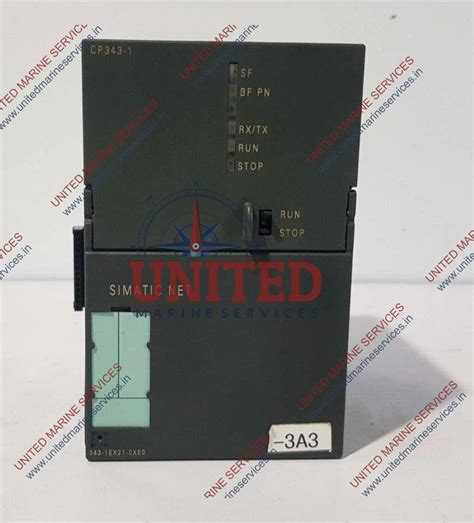 CP343-1
SF
BF PN
RX/TX
RUN
STOP
RUN
STOP
SIMATIC NET
UNITED
MARINE SERVICES
343-1EX21-0XE0
-3A3
UNITED MARINE SERVICES
www.unitedmarineservices.in